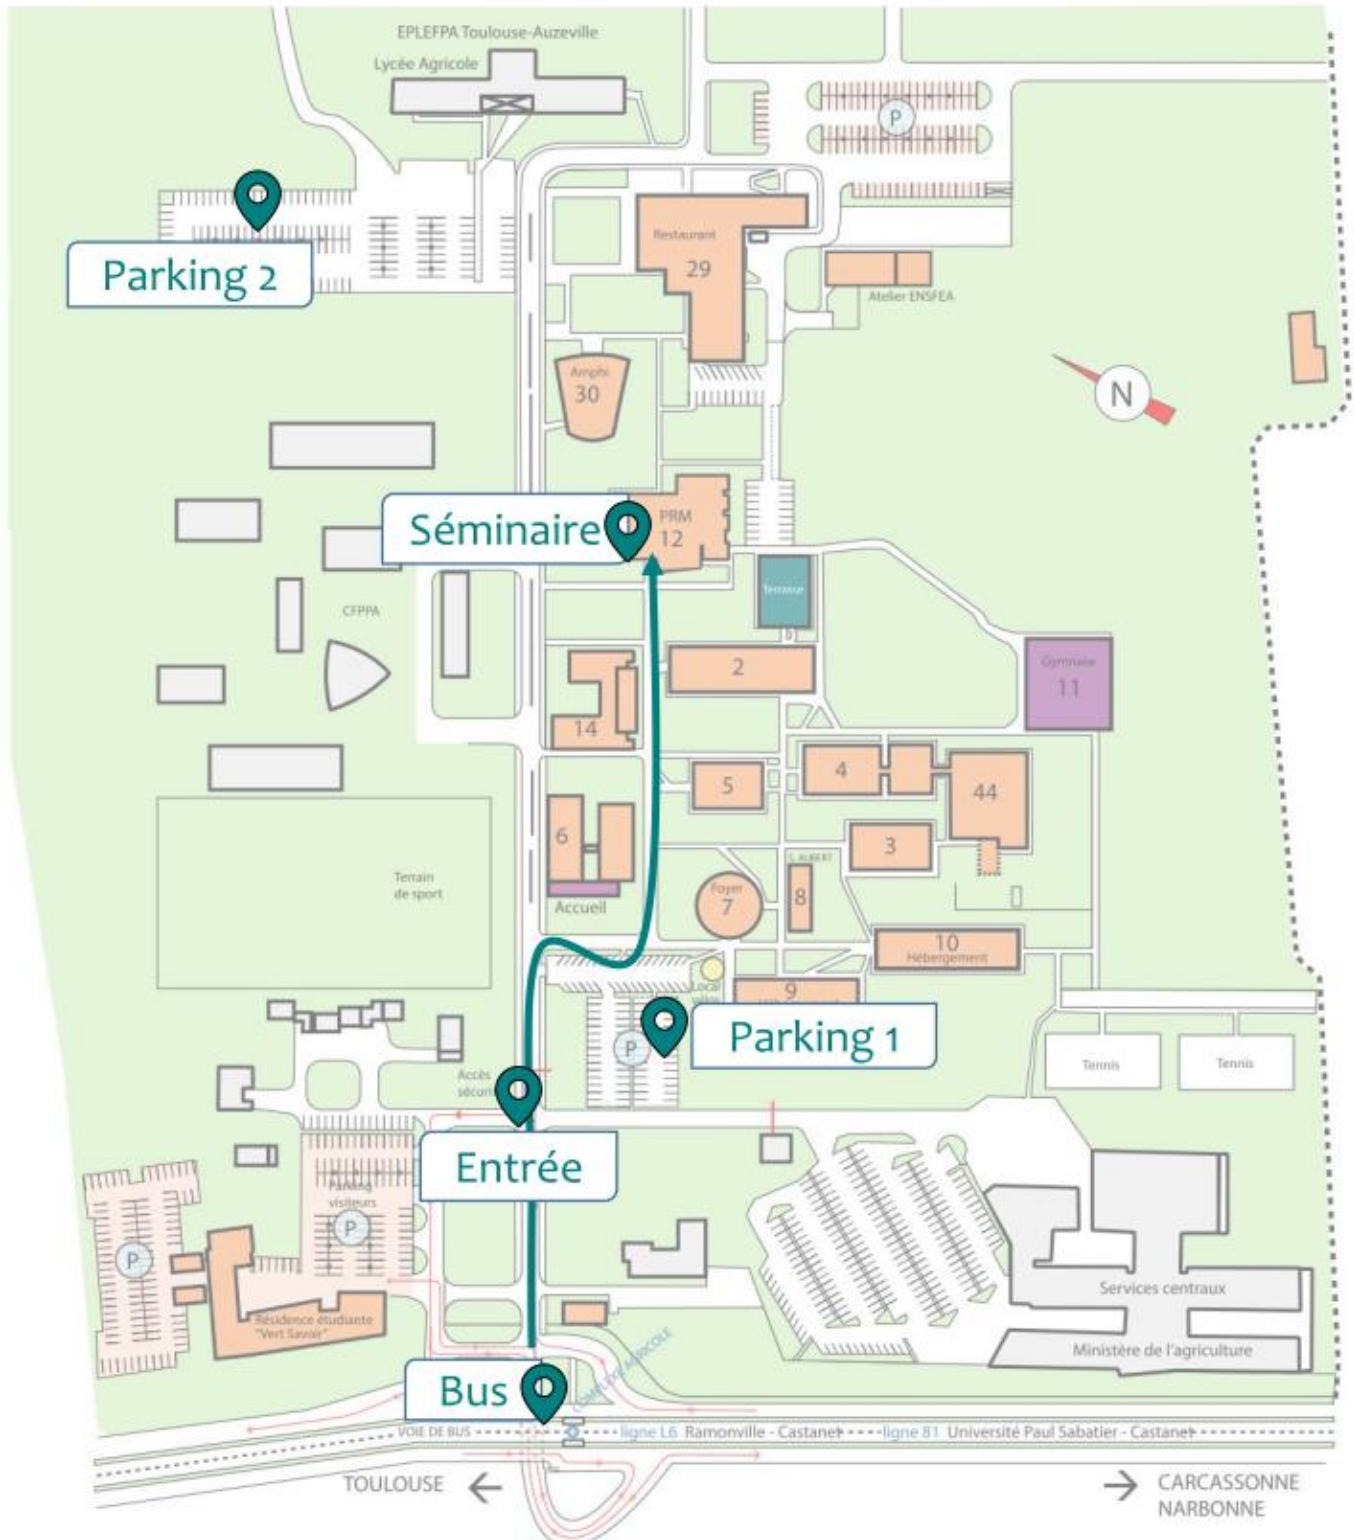 EPLEFPA Toulouse-Auzeville
Lycée Agricole
P
Parking 2
Restaurant
29
Atelier ENSFEA
Amphi
30
N
Séminaire
PRM
12
Terrasse
CFPPA
2
Gymnase
11
14
5
4
44
6
3
Terrain
de sport
Foyer
7
8
Accueil
10
Hébergement
9
Parking 1
P
Tennis
Tennis
Accès
Entrée
Parking
visiteurs
P
P
Services centraux
Résidence étudiante
"Vert Savoir"
Ministère de l'agriculture
COMPLEXE AGRICOLE
Bus
VOIE DE BUS
ligne L6 Ramonville - Castanet
ligne 81 Université Paul Sabatier - Castanet
TOULOUSE
CARCASSONNE
NARBONNE